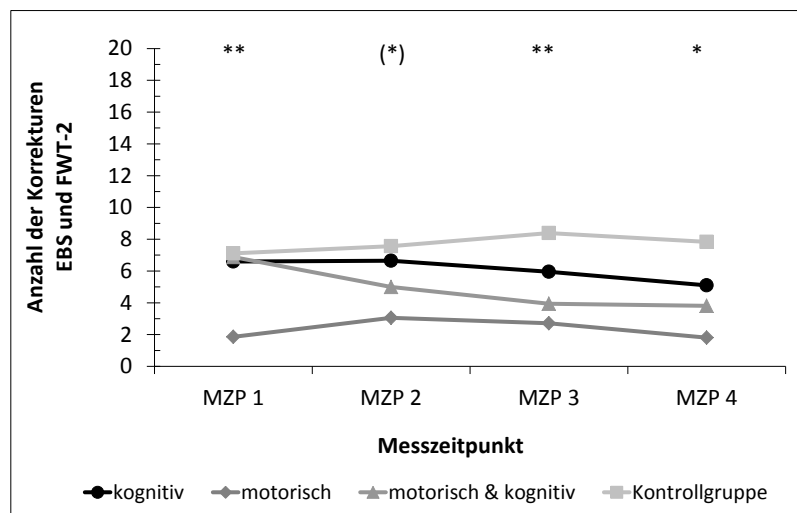 20
18
16
14
12
10
8
6
4
2
0
** (*) ** *
Anzahl der Korrekturen
EBS und FWT-2
MZP 1 MZP 2 MZP 3 MZP 4
Messzeitpunkt
kognitiv motorisch motorisch & kognitiv Kontrollgruppe